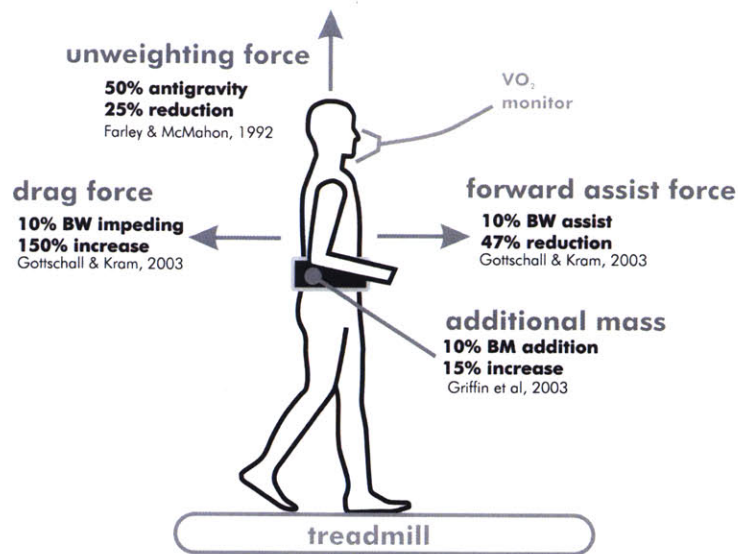 unweighting force
50% antigravity
25% reduction
Farley & McMahon, 1992
VO2
monitor
drag force
10% BW impeding
150% increase
Gottschall & Kram, 2003
forward assist force
10% BW assist
47% reduction
Gottschall & Kram, 2003
additional mass
10% BM addition
15% increase
Griffin et al, 2003
treadmill